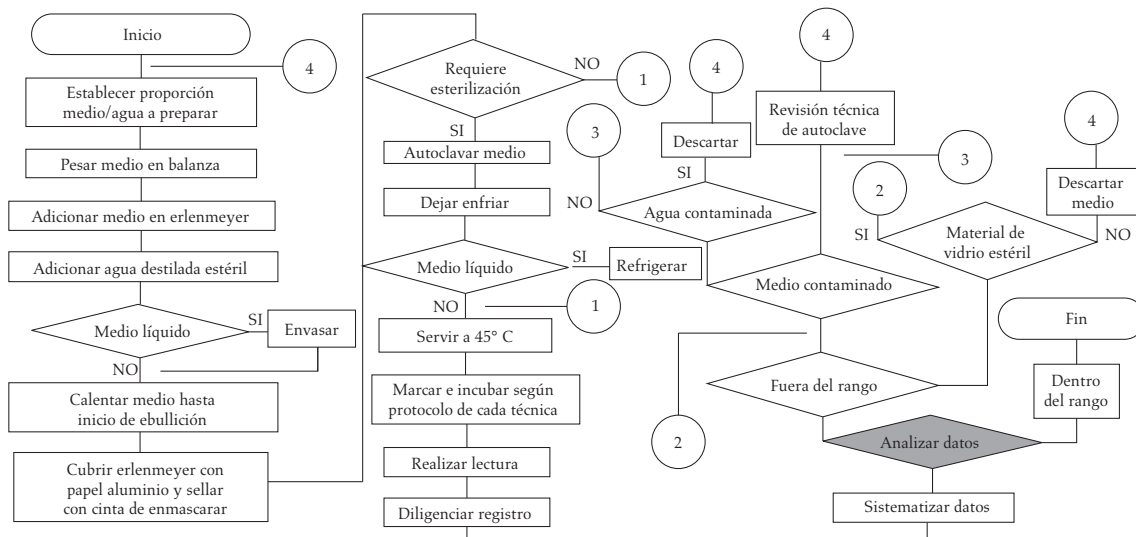 Inicio
4
Establecer proporción
medio/agua a preparar
Pesar medio en balanza
Adicionar medio en erlenmeyer
Adicionar agua destilada estéril
Medio líquido
SI
Envasar
NO
Calentar medio hasta
inicio de ebullición
Cubrir erlenmeyer con
papel aluminio y sellar
con cinta de enmascarar
Requiere
esterilización
NO
1
SI
Autoclavar medio
Dejar enfriar
Medio líquido
SI
Refrigerar
NO
1
Servir a 45° C
Marcar e incubar según
protocolo de cada técnica
Realizar lectura
Diligenciar registro
4
Descartar
SI
3
NO
Agua contaminada
4
Revisión técnica
de autoclave
3
Medio contaminado
2
Fuera del rango
4
Descartar
medio
2
SI
Material de
vidrio estéril
NO
Fin
Dentro
del rango
Analizar datos
Sistematizar datos